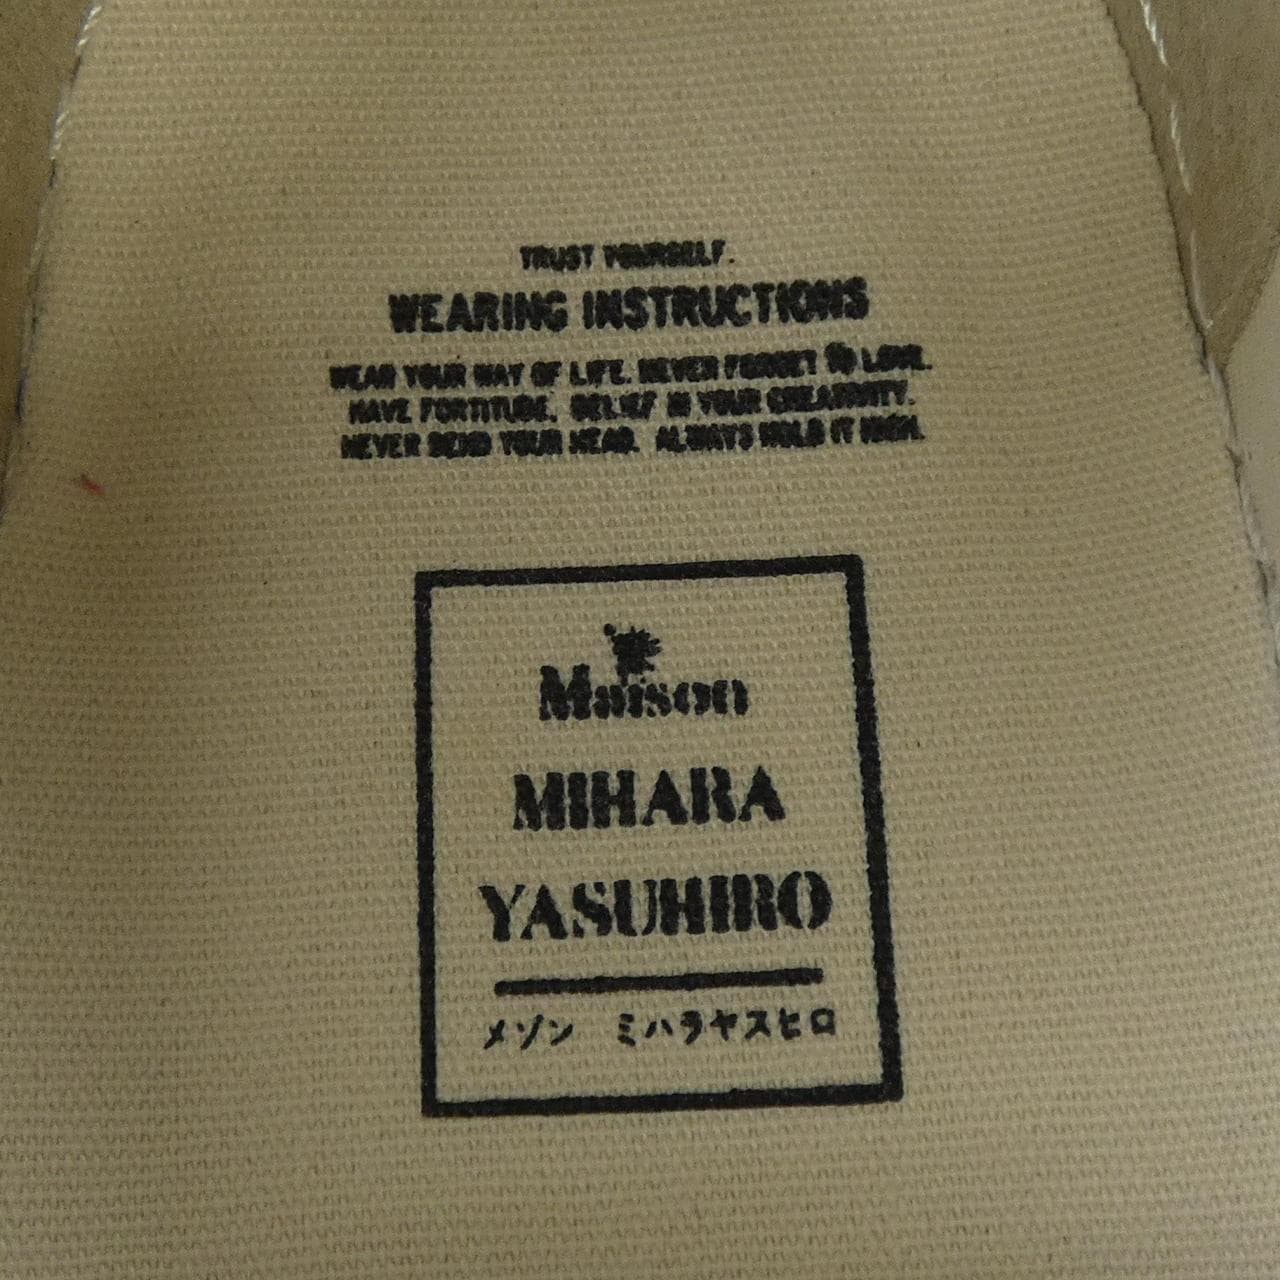 TRUST YOURSELF.
WEARING INSTRUCTIONS
WEAR YOUR WAY OF LIFE. NEVER FORGET TO LOVE.
HAVE FORTITUDE. BELIEF IN YOUR CREATIVITY.
NEVER BEND YOUR HEAD. ALWAYS HOLD IT HIGH.
Maison
MIHARA
YASUHIRO
メゾン ミハラヤスヒロ